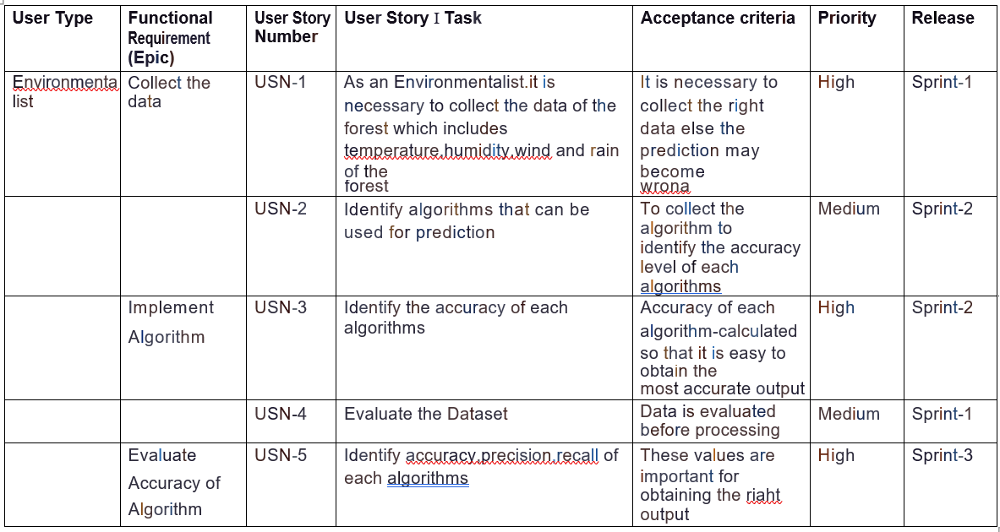 User Type
Functional
Requirement
(Epic)
User Story
Number
User Story I Task
Acceptance criteria
Priority
Release
Environmenta
list
Collect the
data
USN-1
As an Environmentalist.it is
necessary to collect the data of the
forest which includes
temperature,humidity,wind and rain
of the
forest
It is necessary to
collect the right
data else the
prediction may
become
wrona
High
Sprint-1
USN-2
Identify algorithms that can be
used for prediction
To collect the
algorithm to
identify the accuracy
level of each
algorithms
Medium
Sprint-2
Implement
Algorithm
USN-3
Identify the accuracy of each
algorithms
Accuracy of each
algorithm-calculated
so that it is easy to
obtain the
most accurate output
High
Sprint-2
USN-4
Evaluate the Dataset
Data is evaluated
before processing
Medium
Sprint-1
Evaluate
Accuracy of
Algorithm
USN-5
Identify accuracy,precision,recall of
each algorithms
These values are
important for
obtaining the riaht
output
High
Sprint-3